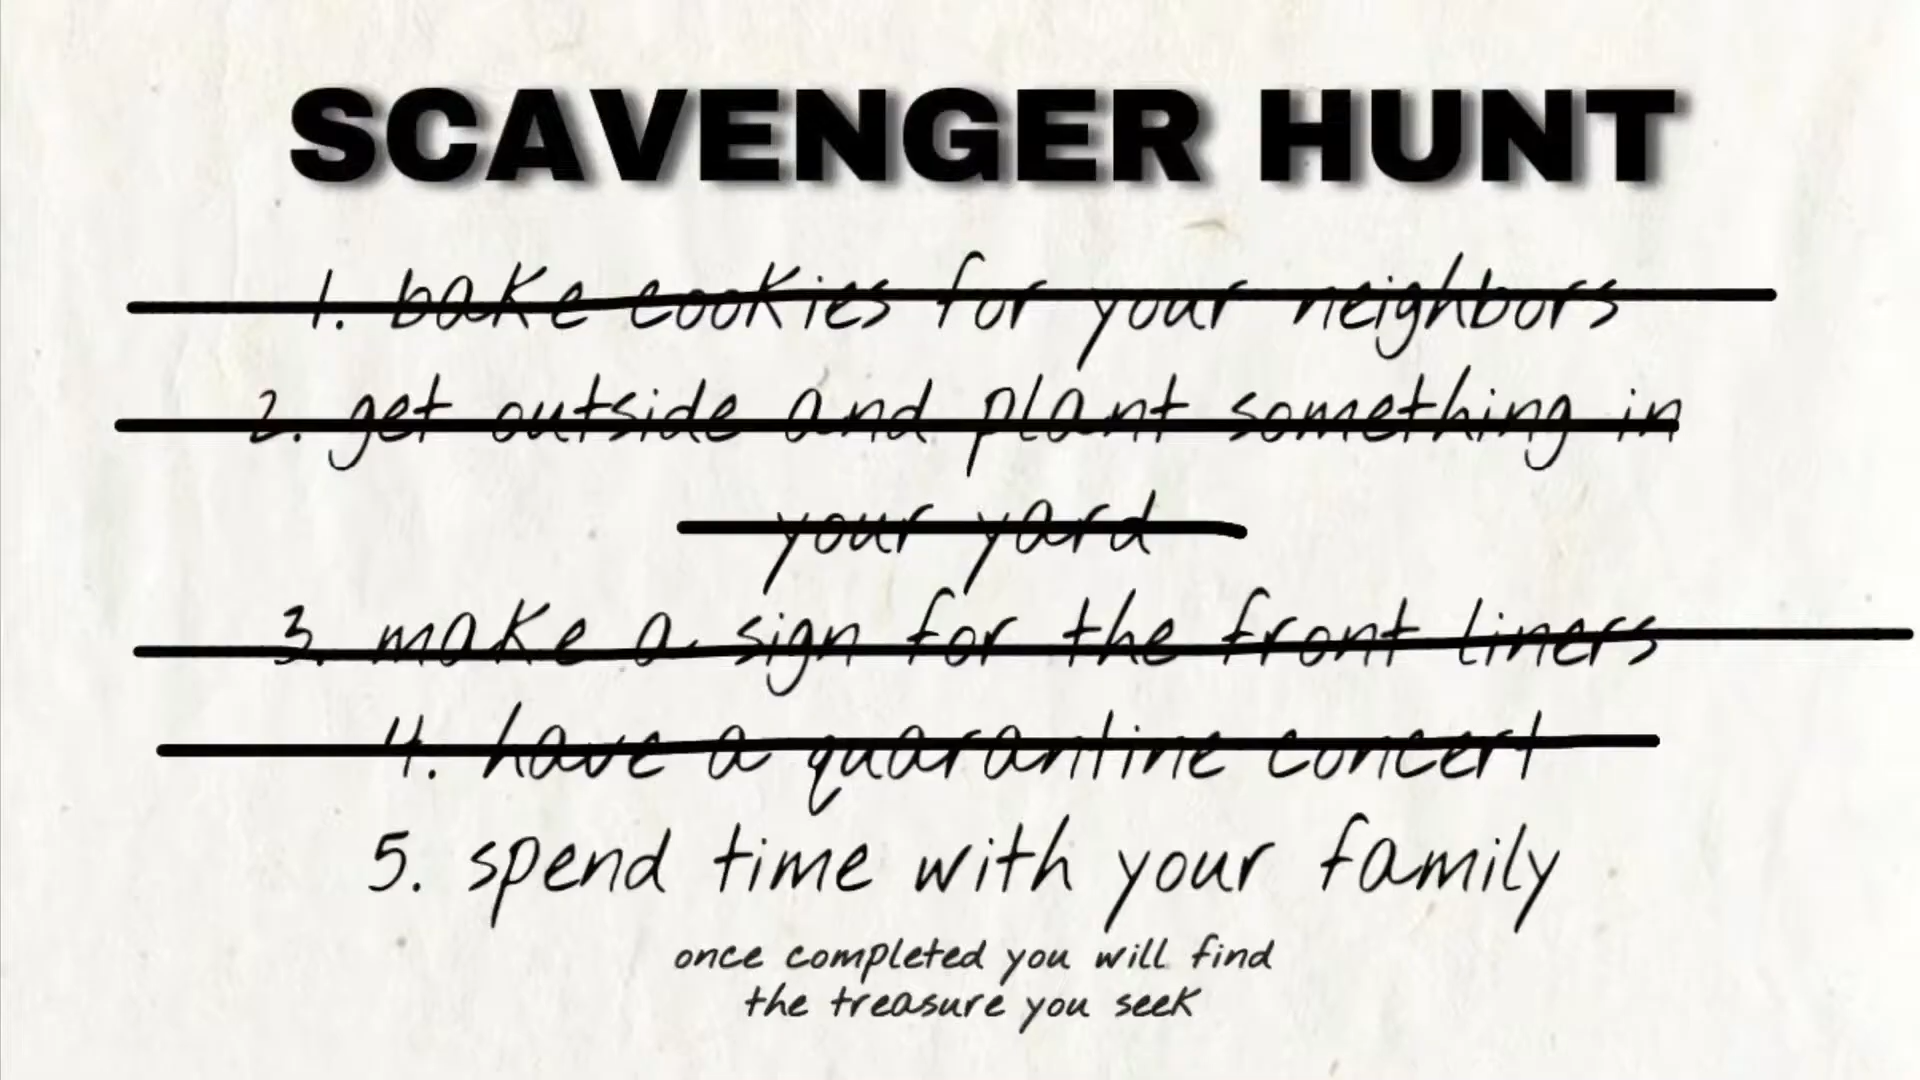 SCAVENGER HUNT
1. bake cookies for your neighbors
2. get outside and plant something in
your yard
3. make a sign for the front liners
4. have a quarantine concert
5. spend time with your family
once completed you will find
the treasure you seek